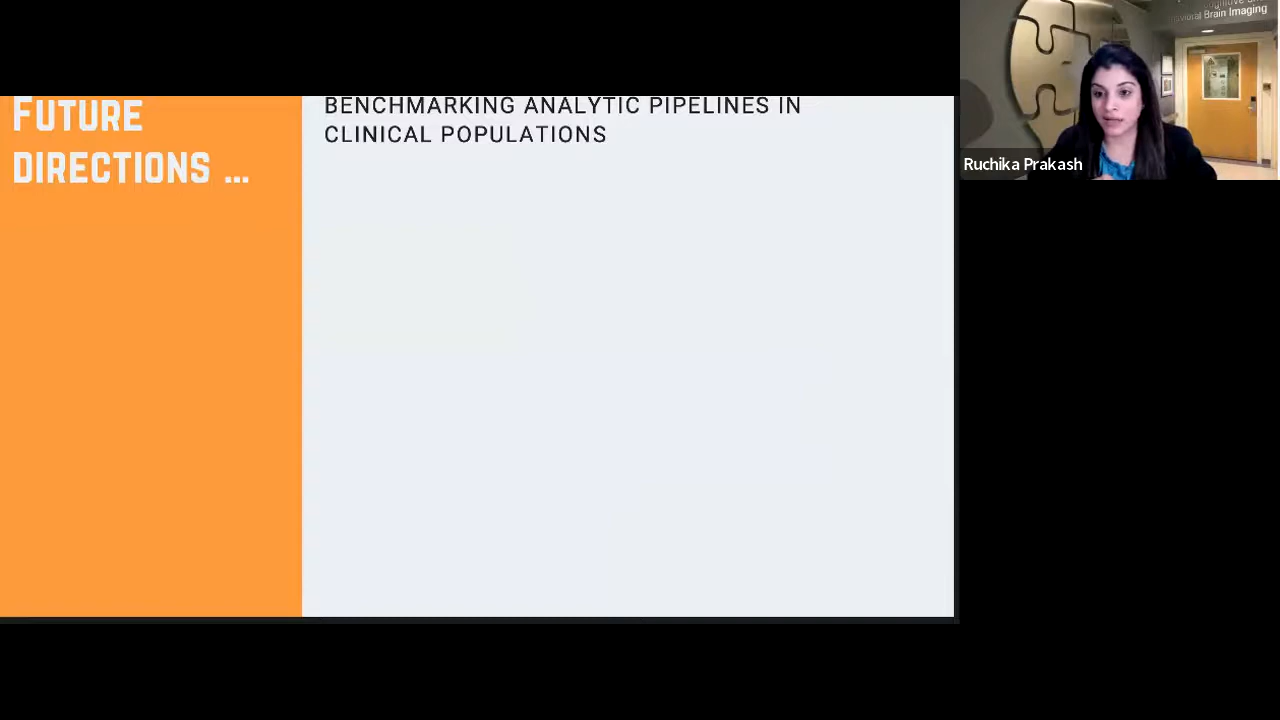 FUTURE
DIRECTIONS ...
BENCHMARKING ANALYTIC PIPELINES IN
CLINICAL POPULATIONS
Brain Imaging
Ruchika Prakash